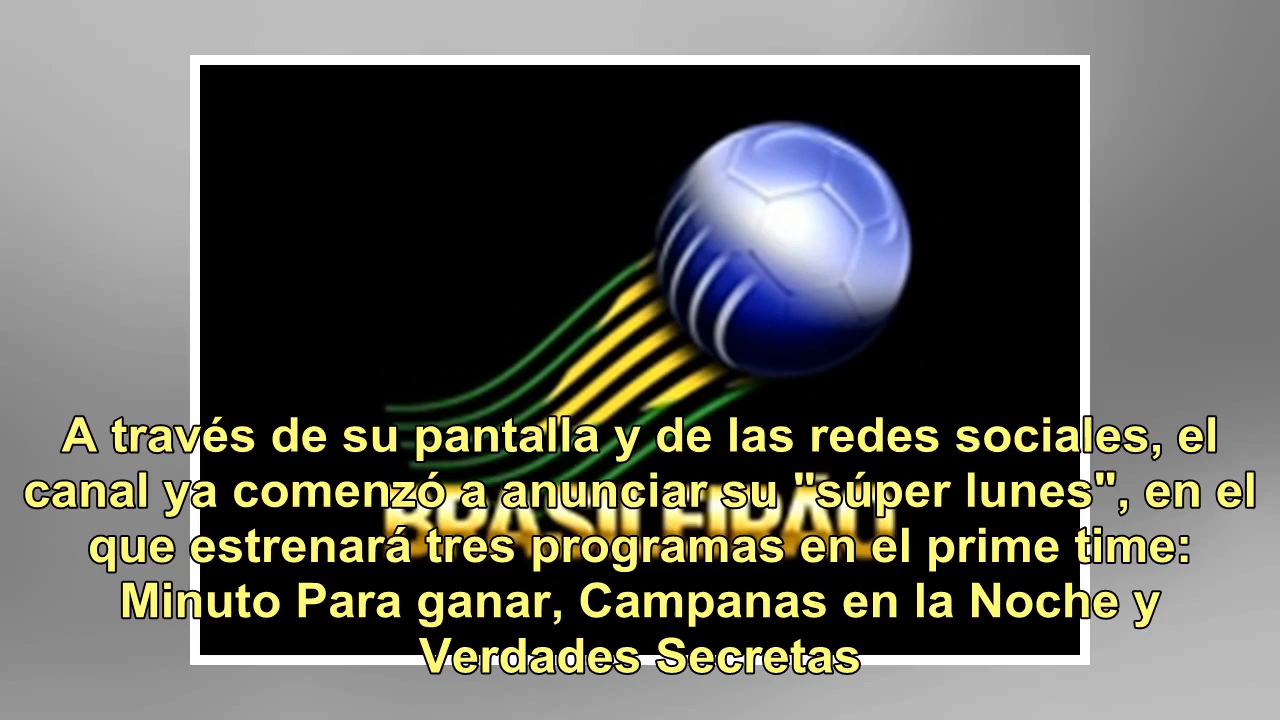 A través de su pantalla y de las redes sociales, el
canal ya comenzó a anunciar su "súper lunes", en el
BRASILEIRÃO
que estrenará tres programas en el prime time:
Minuto Para ganar, Campanas en la Noche y
Verdades Secretas